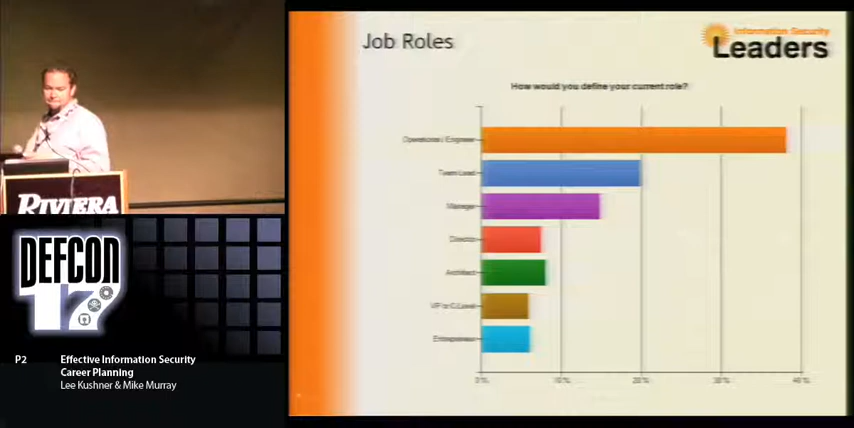 Job Roles
Information Security
Leaders
How would you define your current role?
Operational / Engineer
Team Lead
Manager
Director
Architect
VP or C-Level
Entrepreneur
0 %
10 %
20 %
30 %
40 %
RIVIERA
DEFCON
17
P2
Effective Information Security
Career Planning
Lee Kushner & Mike Murray